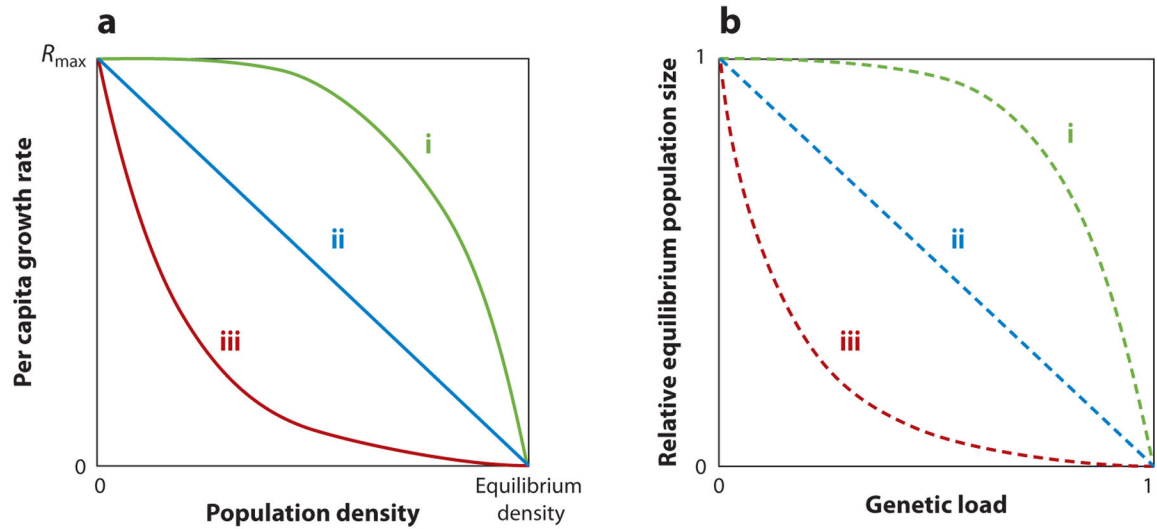 a
Rmax
Per capita growth rate
i
ii
iii
0
0
Equilibrium
density
Population density
b
1
Relative equilibrium population size
i
ii
iii
0
0
1
Genetic load